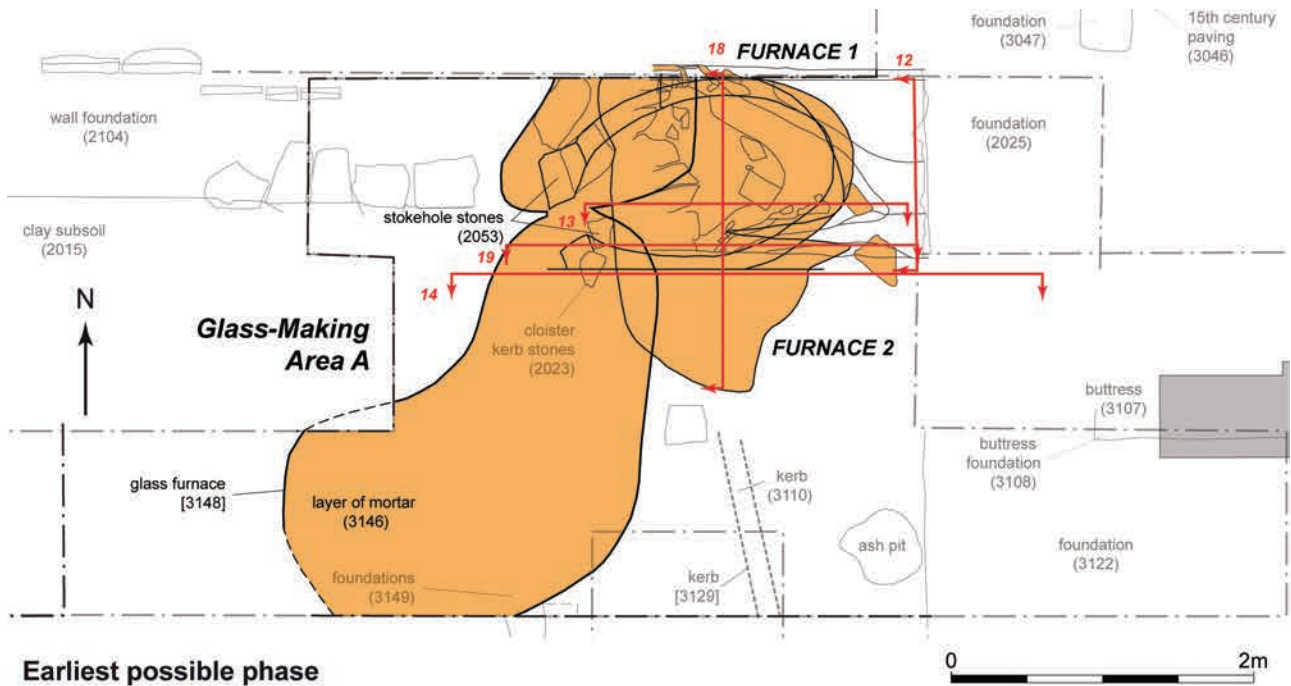 foundation
(3047)
15th century
paving
(3046)
18
FURNACE 1
12
wall foundation
(2104)
foundation
(2025)
stokehole stones
(2053)
13
clay subsoil
(2015)
19
14
N
Glass-Making
Area A
cloister
kerb stones
(2023)
FURNACE 2
buttress
(3107)
buttress
foundation
(3108)
glass furnace
[3148]
layer of mortar
(3146)
kerb
(3110)
ash pit
foundation
(3122)
foundations
(3149)
kerb
[3129]
Earliest possible phase
0
2m